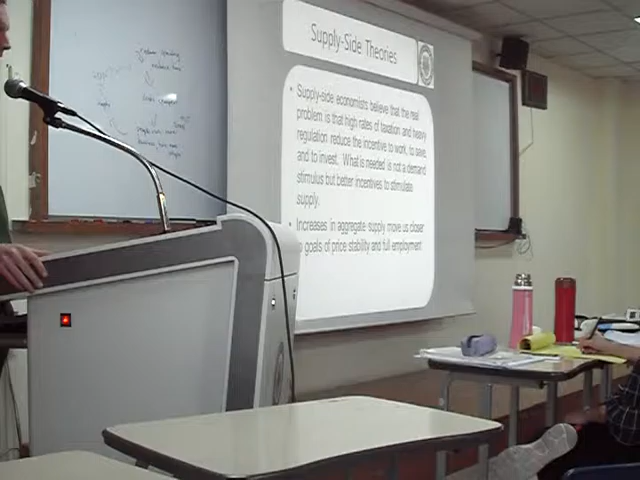 Supply-Side Theories
• Supply-side economists believe that the real
problem is that high rates of taxation and heavy
regulation reduce the incentive to work, to save,
and to invest. What is needed is not a demand
stimulus but better incentives to stimulate
supply.
• Increases in aggregate supply move us closer
goals of price stability and full employment